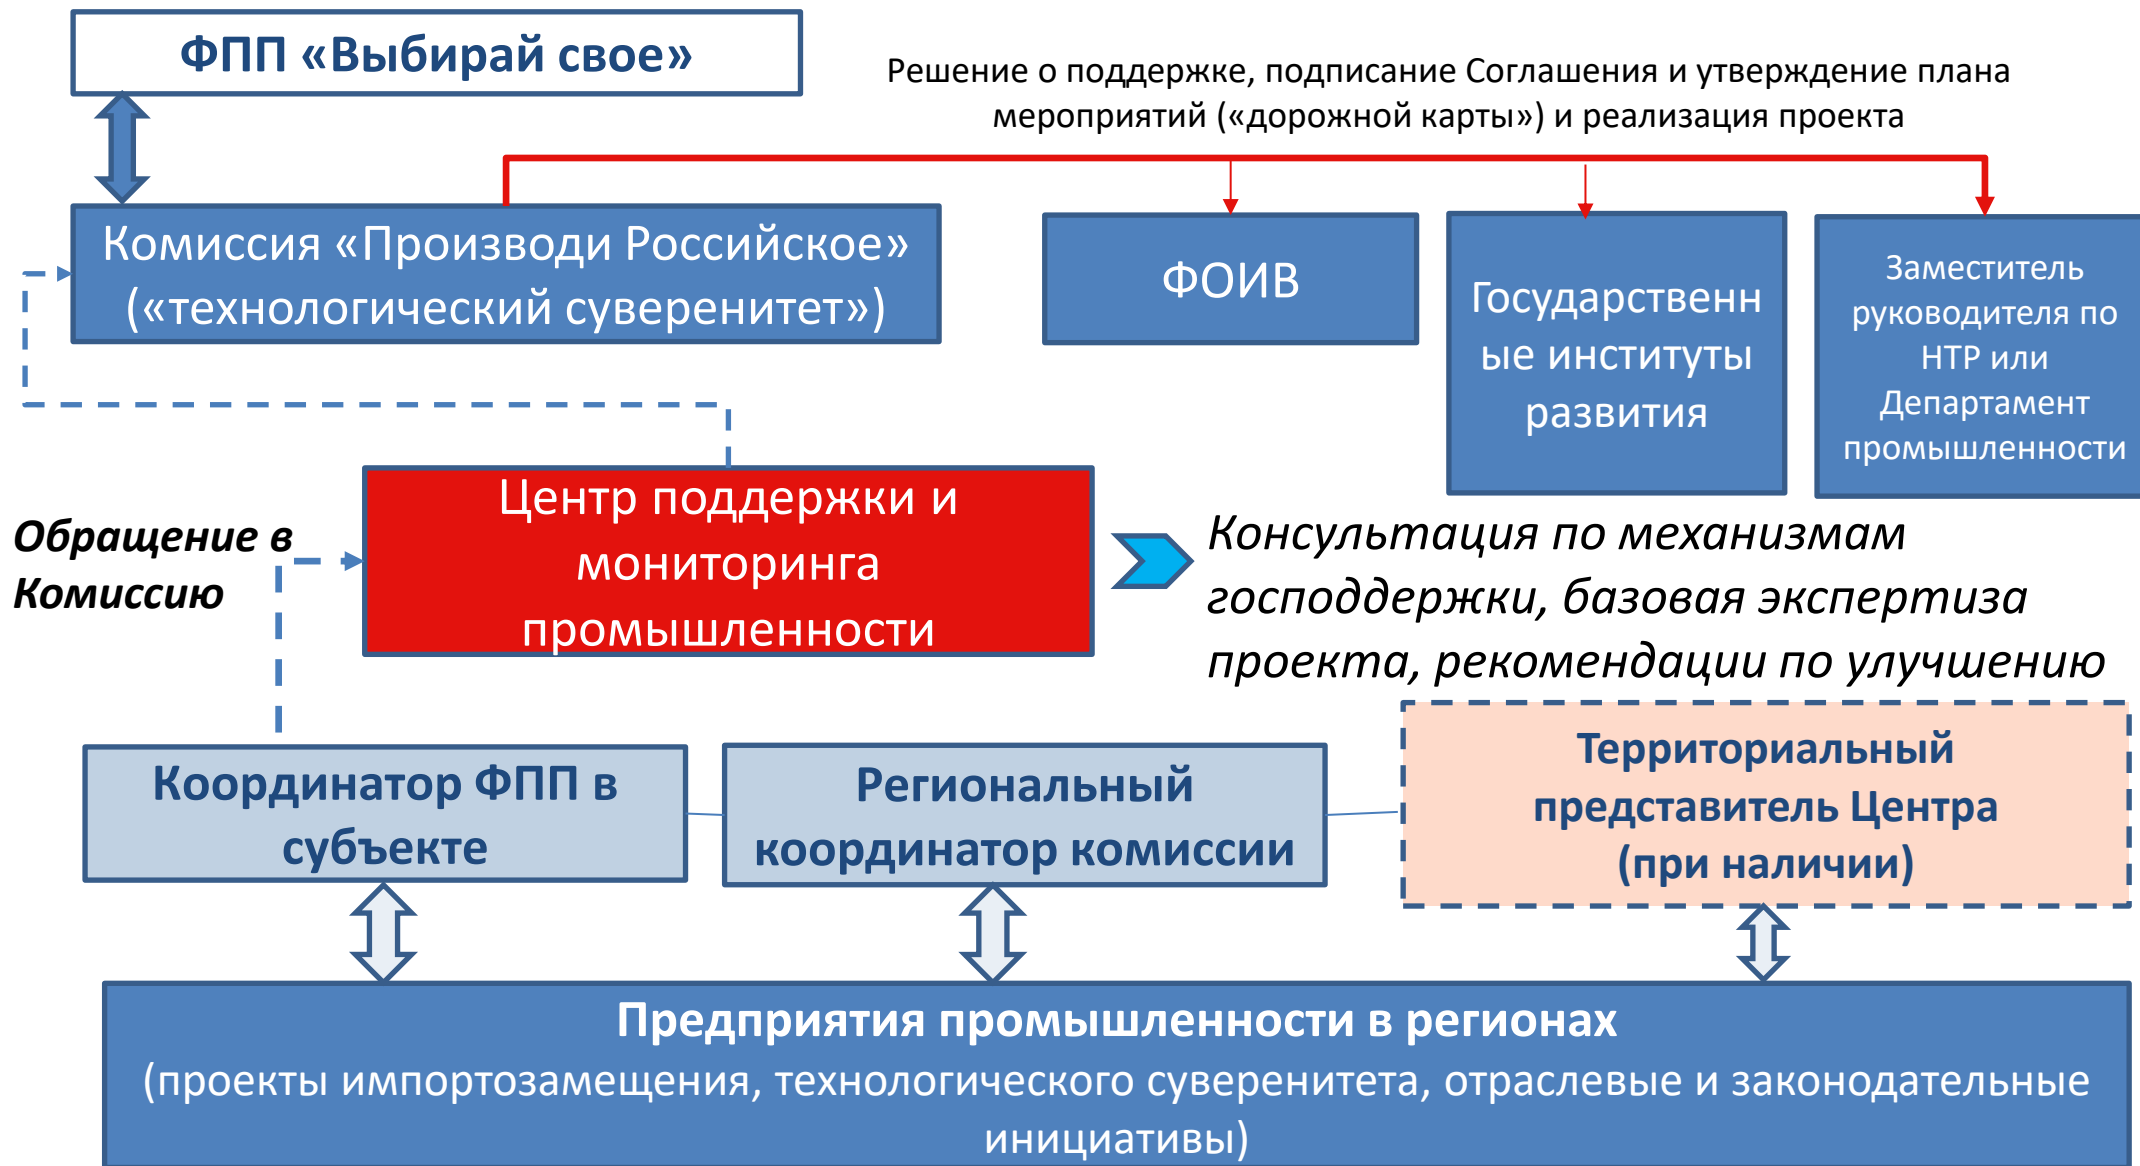 ФПП «Выбирай свое»
Решение о поддержке, подписание Соглашения и утверждение плана
мероприятий («дорожной карты») и реализация проекта
Комиссия «Производи Российское»
(«технологический суверенитет»)
ФОИВ
Государственн
ые институты
развития
Заместитель
руководителя по
НТР или
Департамент
промышленности
Центр поддержки и
мониторинга
промышленности
Обращение в
Комиссию
Консультация по механизмам
господдержки, базовая экспертиза
проекта, рекомендации по улучшению
Координатор ФПП в
субъекте
Региональный
координатор комиссии
Территориальный
представитель Центра
(при наличии)
Предприятия промышленности в регионах
(проекты импортозамещения, технологического суверенитета, отраслевые и законодательные
инициативы)